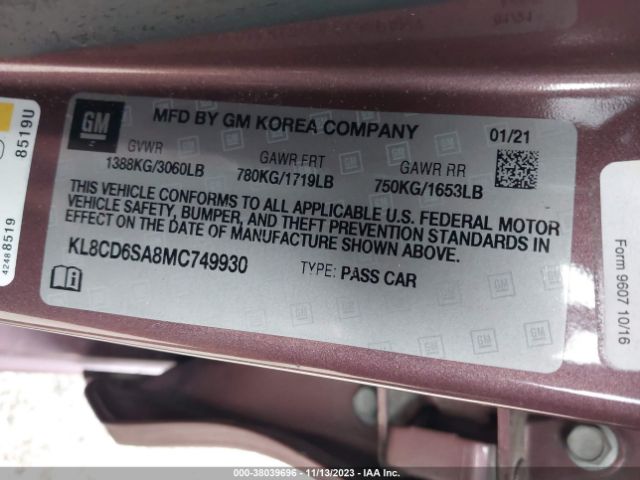 GM
MFD BY GM KOREA COMPANY
01/21
GVWR
1388KG/3060LB
GAWR FRT
780KG/1719LB
GAWR RR
750KG/1653LB
THIS VEHICLE CONFORMS TO ALL APPLICABLE U.S. FEDERAL MOTOR
VEHICLE SAFETY, BUMPER, AND THEFT PREVENTION STANDARDS IN
EFFECT ON THE DATE OF MANUFACTURE SHOWN ABOVE.
KL8CD6SA8MC749930
TYPE: PASS CAR
8519U
42488519
Form 9607 10/16
000-38039696 - 11/13/2023 - IAA Inc.